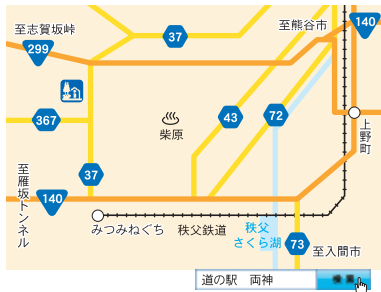 至志賀坂峠
至熊谷市
140
299
37
367
43
72
柴原
上野町
至雁坂トンネル
37
140
みつみねぐち
秩父鉄道
秩父
さくら湖
73
至入間市
道の駅 両神
検索